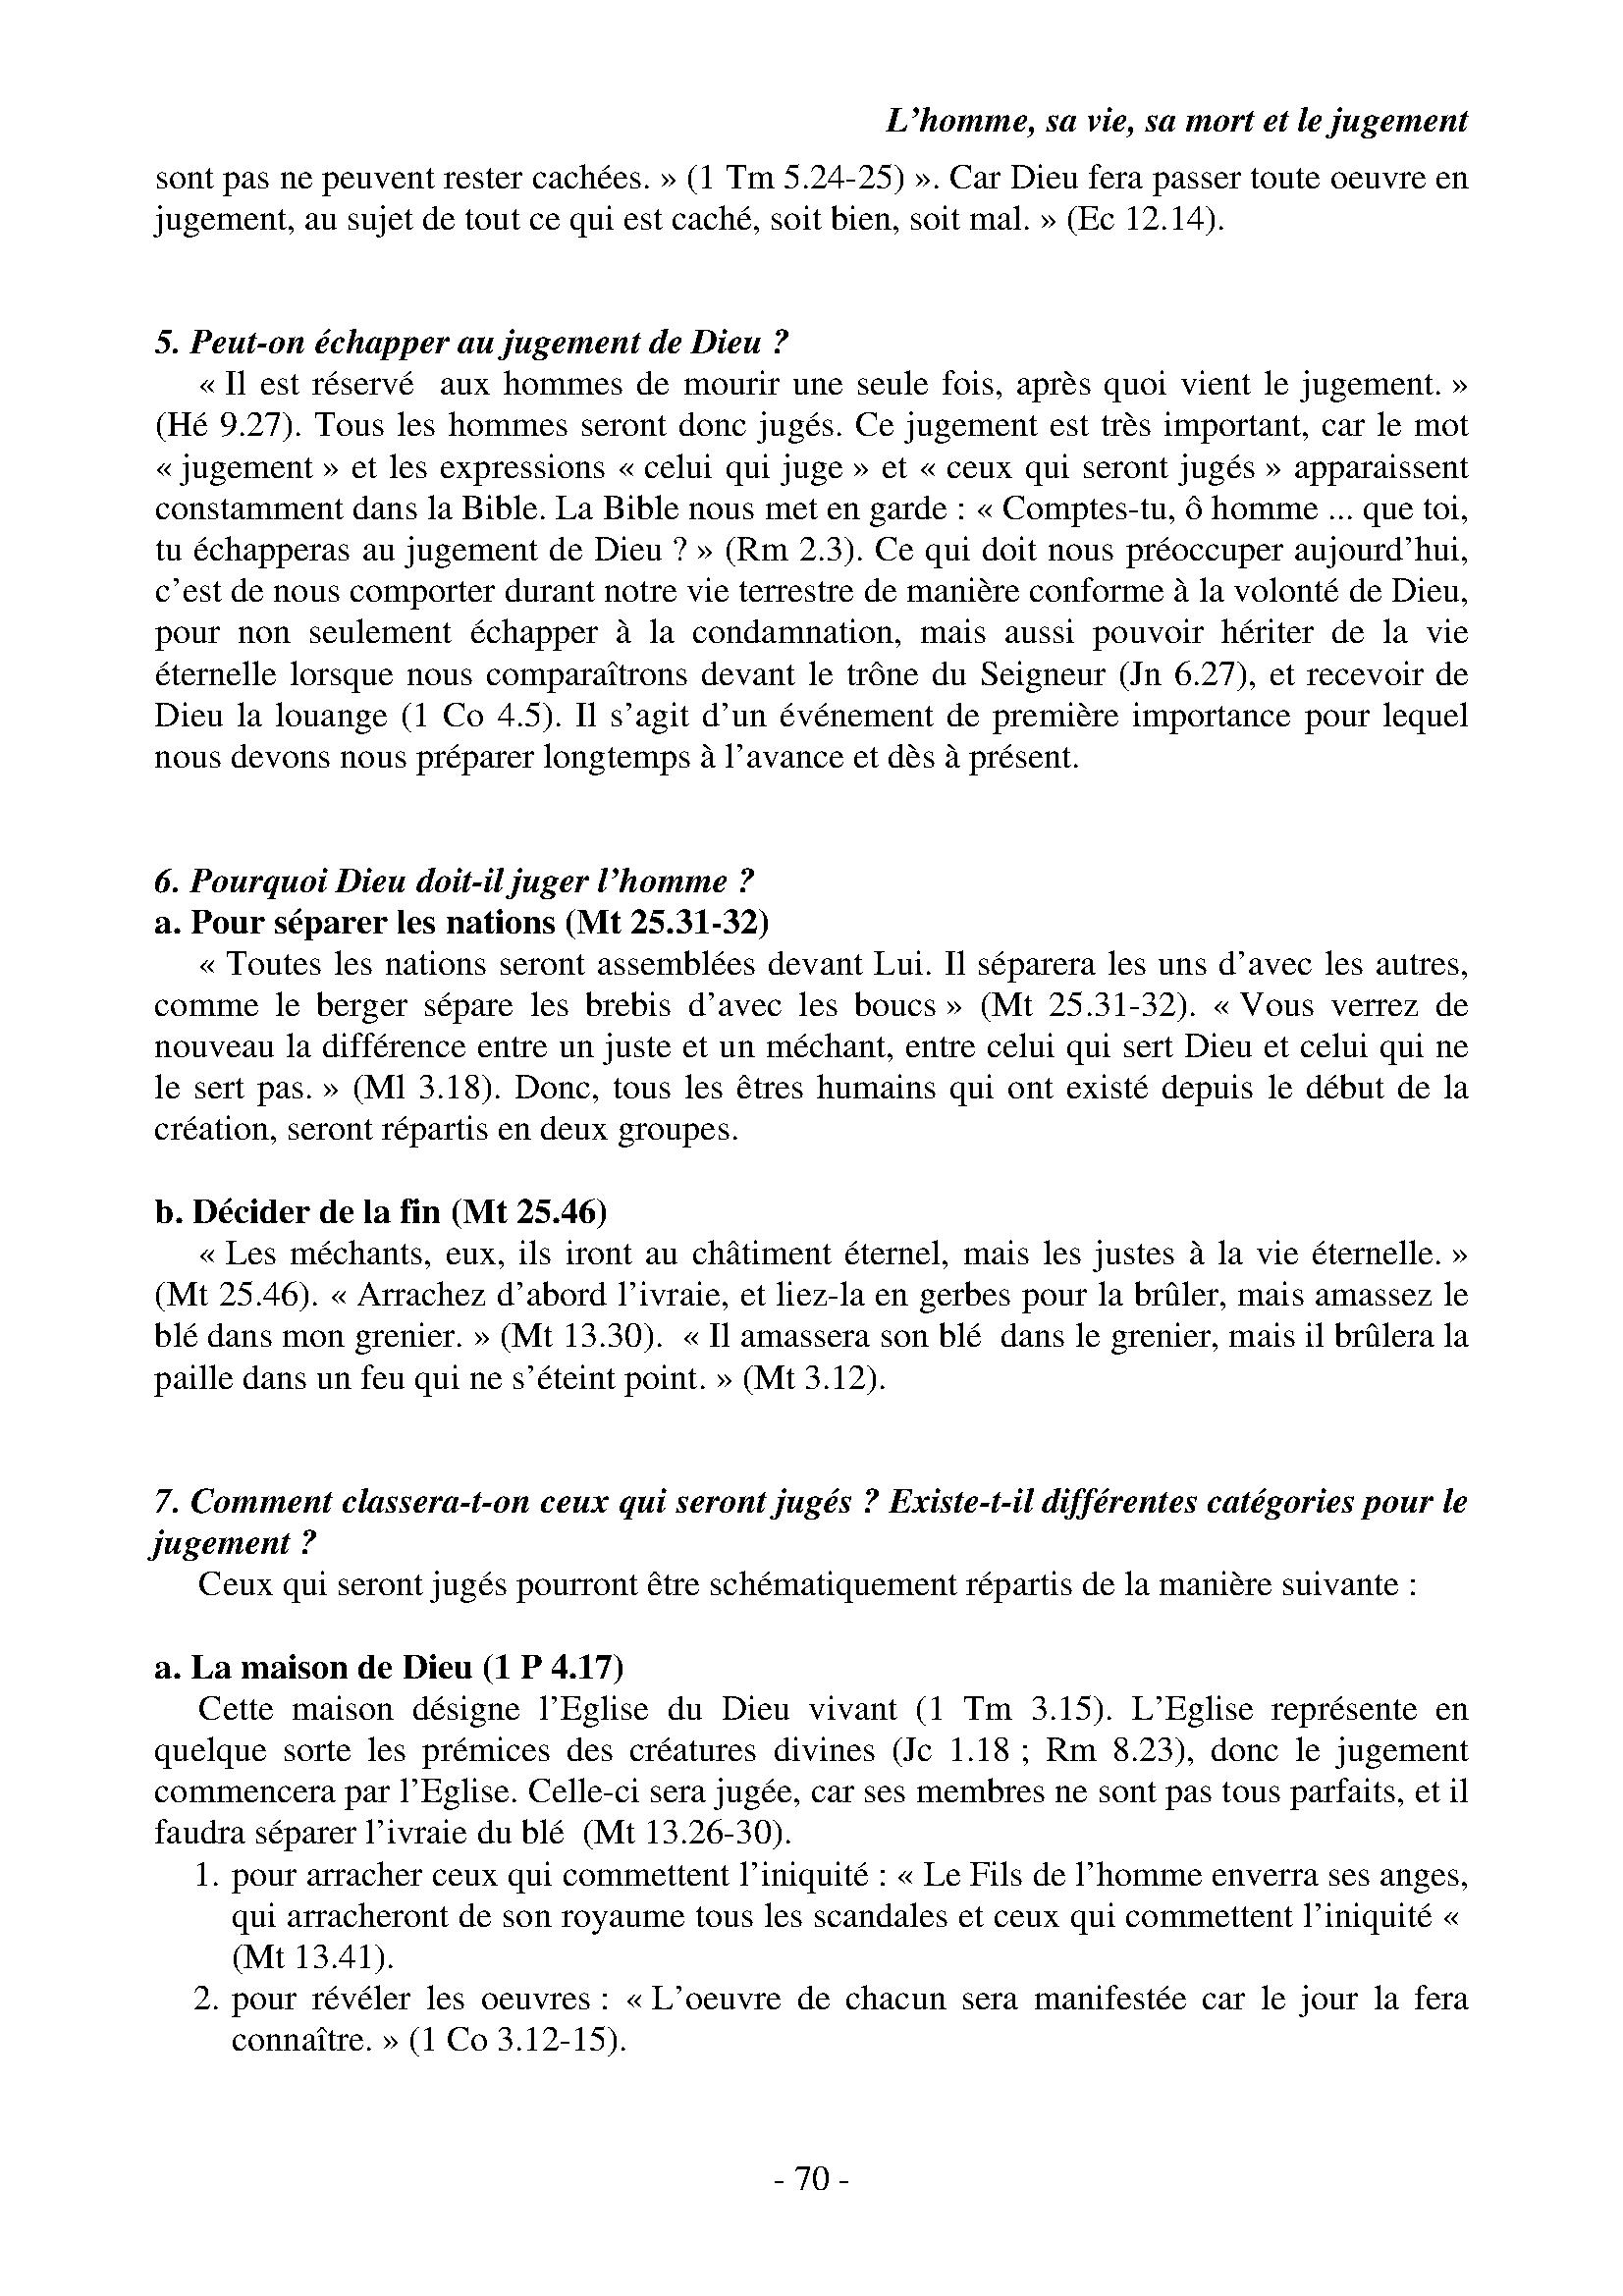 L’homme, sa vie, sa mort et le jugement
sont pas ne peuvent rester cachées. » (1 Tm 5.24-25) ». Car Dieu fera passer toute oeuvre en
jugement, au sujet de tout ce qui est caché, soit bien, soit mal. » (Ec 12.14).
5. Peut-on échapper au jugement de Dieu ?
« Il est réservé  aux hommes de mourir une seule fois, après quoi vient le jugement. »
(Hé 9.27). Tous les hommes seront donc jugés. Ce jugement est très important, car le mot
« jugement » et les expressions « celui qui juge » et « ceux qui seront jugés » apparaissent
constamment dans la Bible. La Bible nous met en garde : « Comptes-tu, ô homme ... que toi,
tu échapperas au jugement de Dieu ? » (Rm 2.3). Ce qui doit nous préoccuper aujourd’hui,
c’est de nous comporter durant notre vie terrestre de manière conforme à la volonté de Dieu,
pour non seulement échapper à la condamnation, mais aussi pouvoir hériter de la vie
éternelle lorsque nous comparaîtrons devant le trône du Seigneur (Jn 6.27), et recevoir de
Dieu la louange (1 Co 4.5). Il s’agit d’un événement de première importance pour lequel
nous devons nous préparer longtemps à l’avance et dès à présent.
6. Pourquoi Dieu doit-il juger l’homme ?
a. Pour séparer les nations (Mt 25.31-32)
« Toutes les nations seront assemblées devant Lui. Il séparera les uns d’avec les autres,
comme le berger sépare les brebis d’avec les boucs » (Mt 25.31-32). « Vous verrez de
nouveau la différence entre un juste et un méchant, entre celui qui sert Dieu et celui qui ne
le sert pas. » (Ml 3.18). Donc, tous les êtres humains qui ont existé depuis le début de la
création, seront répartis en deux groupes.
b. Décider de la fin (Mt 25.46)
« Les méchants, eux, ils iront au châtiment éternel, mais les justes à la vie éternelle. »
(Mt 25.46). « Arrachez d’abord l’ivraie, et liez-la en gerbes pour la brûler, mais amassez le
blé dans mon grenier. » (Mt 13.30).  « Il amassera son blé  dans le grenier, mais il brûlera la
paille dans un feu qui ne s’éteint point. » (Mt 3.12).
7. Comment classera-t-on ceux qui seront jugés ? Existe-t-il différentes catégories pour le
jugement ?
Ceux qui seront jugés pourront être schématiquement répartis de la manière suivante :
a. La maison de Dieu (1 P 4.17)
Cette maison désigne l’Eglise du Dieu vivant (1 Tm 3.15). L’Eglise représente en
quelque sorte les prémices des créatures divines (Jc 1.18 ; Rm 8.23), donc le jugement
commencera par l’Eglise. Celle-ci sera jugée, car ses membres ne sont pas tous parfaits, et il
faudra séparer l’ivraie du blé  (Mt 13.26-30).
1. pour arracher ceux qui commettent l’iniquité : « Le Fils de l’homme enverra ses anges,
qui arracheront de son royaume tous les scandales et ceux qui commettent l’iniquité «
(Mt 13.41).
2. pour révéler les oeuvres : « L’oeuvre de chacun sera manifestée car le jour la fera
connaître. » (1 Co 3.12-15).
- 70 -